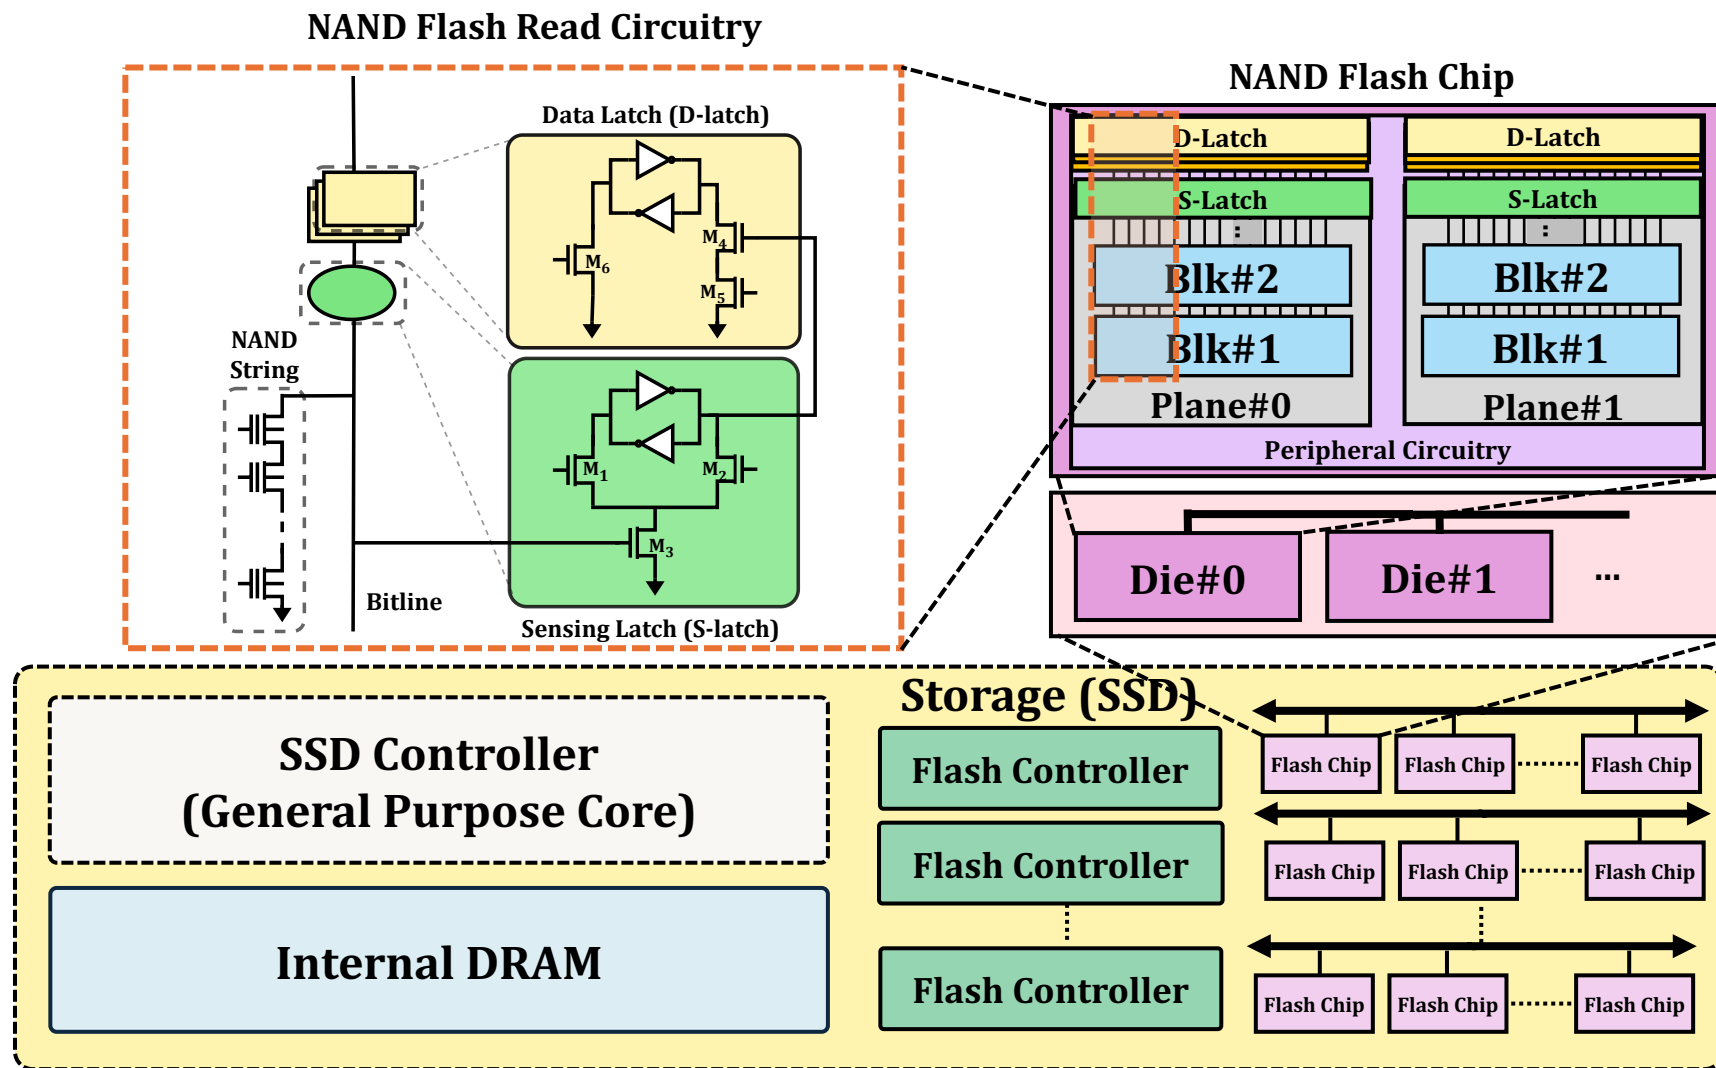 NAND Flash Read Circuitry
Data Latch (D-latch)
M4
M6
M5
NAND
String
M1
M2
M3
Bitline
Sensing Latch (S-latch)
NAND Flash Chip
D-Latch
D-Latch
S-Latch
S-Latch
Blk#2
Blk#2
Blk#1
Blk#1
Plane#0
Plane#1
Peripheral Circuitry
Die#0
Die#1
...
Storage (SSD)
SSD Controller
(General Purpose Core)
Internal DRAM
Flash Controller
Flash Controller
Flash Controller
Flash Chip
Flash Chip
Flash Chip
Flash Chip
Flash Chip
Flash Chip
Flash Chip
Flash Chip
Flash Chip